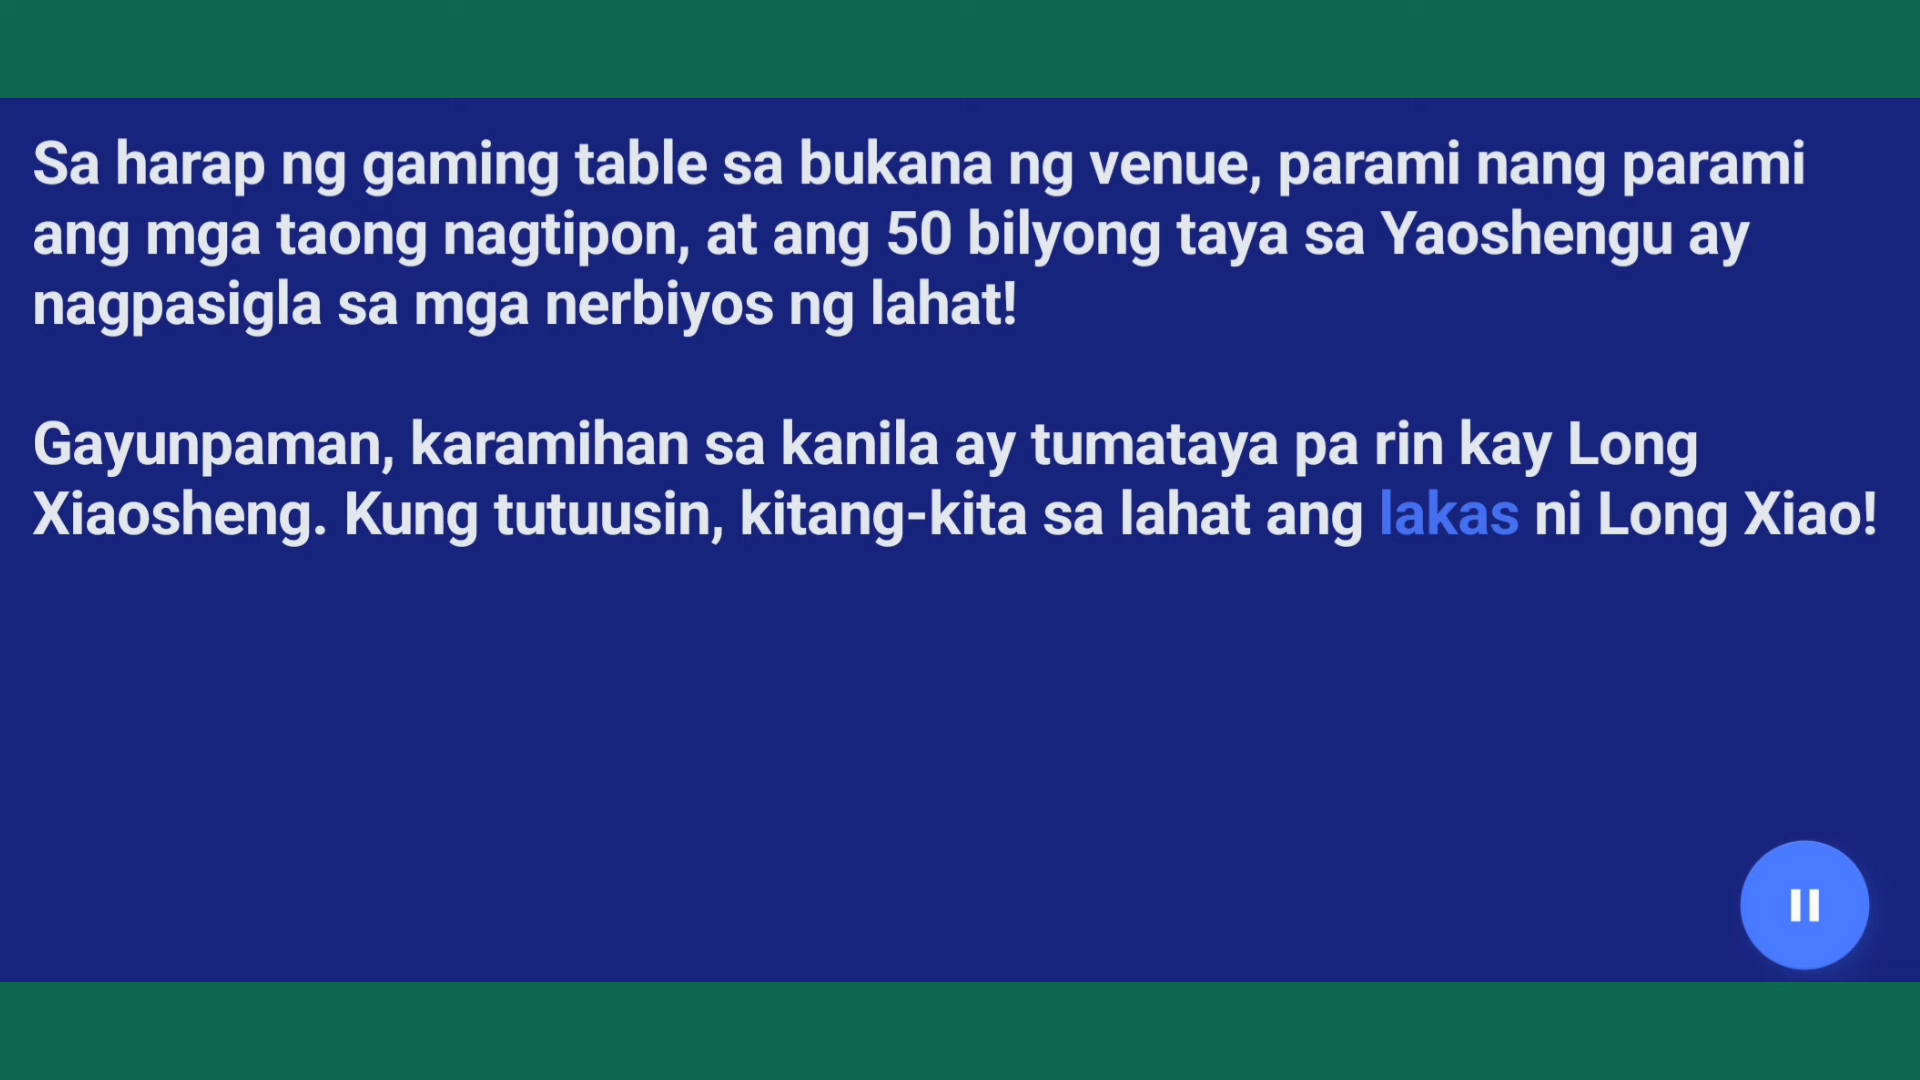 Sa harap ng gaming table sa bukana ng venue, parami nang parami
ang mga taong nagtipon, at ang 50 bilyong taya sa Yaoshengu ay
nagpasigla sa mga nerbiyos ng lahat!
Gayunpaman, karamihan sa kanila ay tumataya pa rin kay Long
Xiaosheng. Kung tutuusin, kitang-kita sa lahat ang lakas ni Long Xiao!